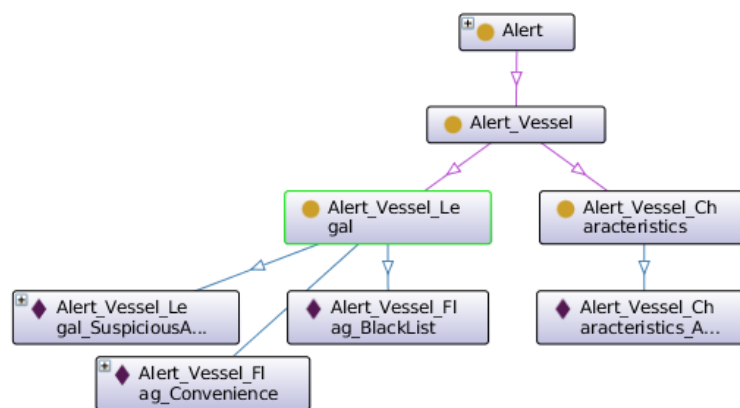 Alert
Alert_Vessel
Alert_Vessel_Le
gal
Alert_Vessel_Ch
aracteristics
Alert_Vessel_Le
gal_SuspiciousA...
Alert_Vessel_Fl
ag_BlackList
Alert_Vessel_Ch
aracteristics_A...
Alert_Vessel_Fl
ag_Convenience